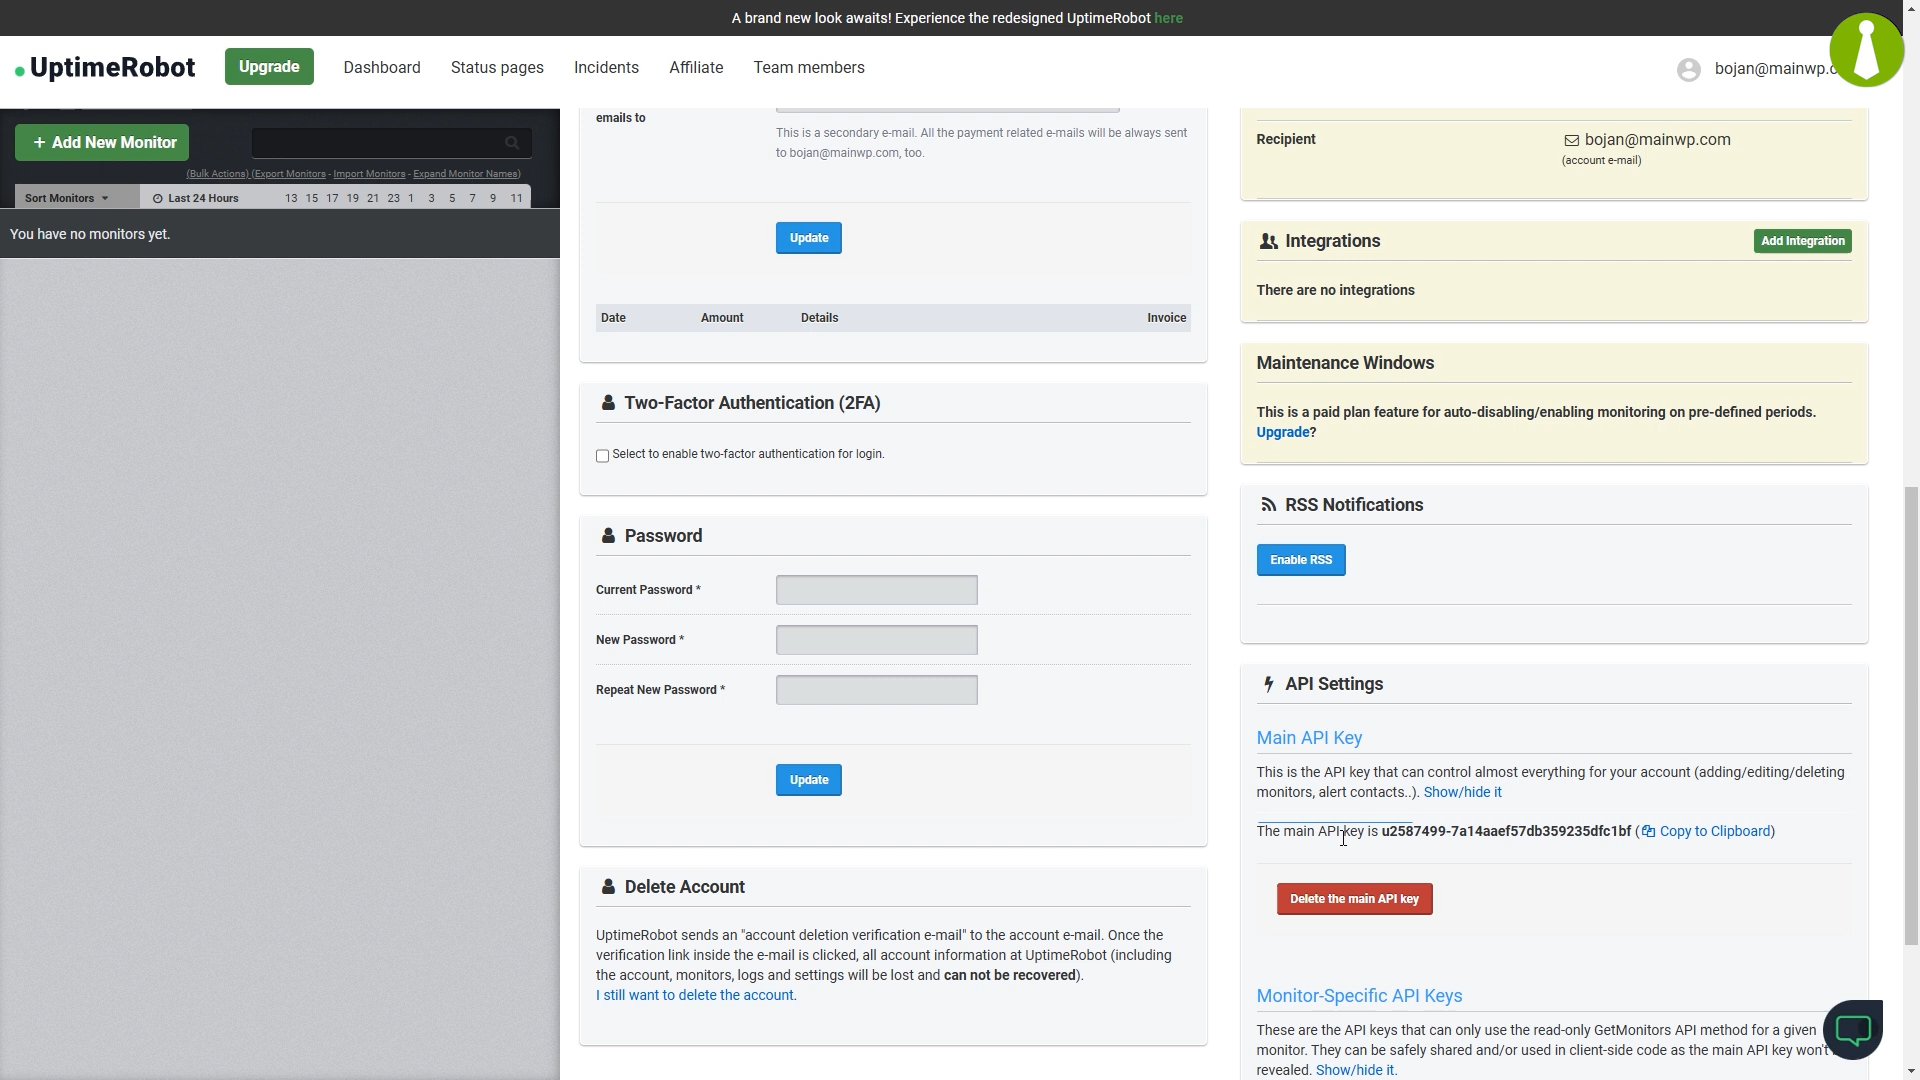 A brand new look awaits! Experience the redesigned UptimeRobot here
UptimeRobot
Upgrade
Dashboard
Status pages
Incidents
Affiliate
Team members
bojan@mainwp.c
+ Add New Monitor
(Bulk Actions) (Export Monitors - Import Monitors - Expand Monitor Names)
Sort Monitors
Last 24 Hours
13 15 17 19 21 23 1 3 5 7 9 11
You have no monitors yet.
emails to
This is a secondary e-mail. All the payment related e-mails will be always sent
to bojan@mainwp.com, too.
Update
Date Amount Details Invoice
Two-Factor Authentication (2FA)
Select to enable two-factor authentication for login.
Password
Current Password *
New Password *
Repeat New Password *
Update
Delete Account
UptimeRobot sends an "account deletion verification e-mail" to the account e-mail. Once the
verification link inside the e-mail is clicked, all account information at UptimeRobot (including
the account, monitors, logs and settings will be lost and can not be recovered).
I still want to delete the account.
Recipient
bojan@mainwp.com
(account e-mail)
Integrations
Add Integration
There are no integrations
Maintenance Windows
This is a paid plan feature for auto-disabling/enabling monitoring on pre-defined periods.
Upgrade?
RSS Notifications
Enable RSS
API Settings
Main API Key
This is the API key that can control almost everything for your account (adding/editing/deleting
monitors, alert contacts..). Show/hide it
The main API key is u2587499-7a14aaef57db359235dfc1bf (Copy to Clipboard)
Delete the main API key
Monitor-Specific API Keys
These are the API keys that can only use the read-only GetMonitors API method for a given
monitor. They can be safely shared and/or used in client-side code as the main API key won't
revealed. Show/hide it.